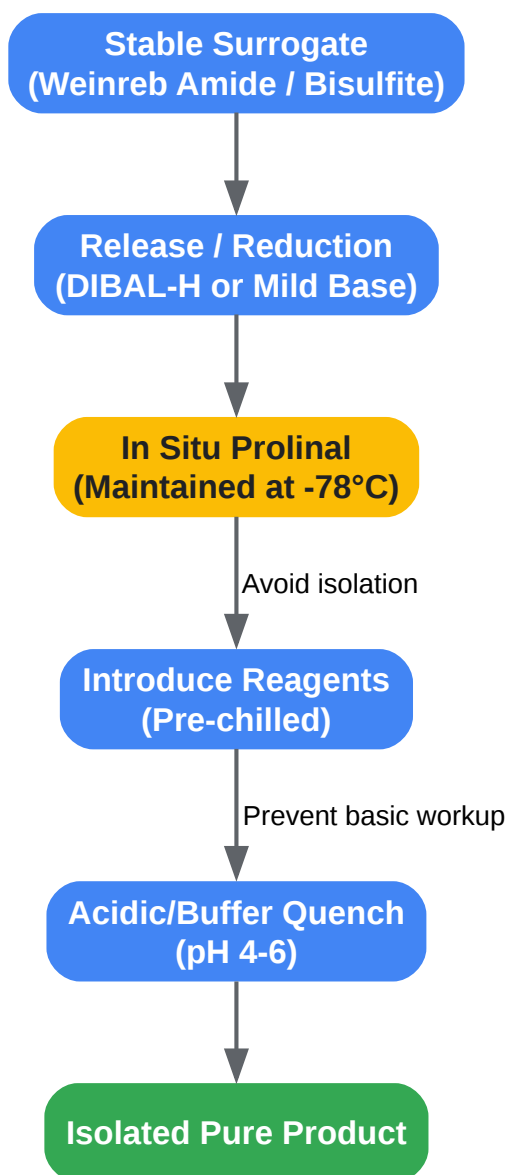 Stable Surrogate
(Weinreb Amide / Bisulfite)
Release / Reduction
(DIBAL-H or Mild Base)
In Situ Prolinal
(Maintained at -78°C)
Avoid isolation
Introduce Reagents
(Pre-chilled)
Prevent basic workup
Acidic/Buffer Quench
(pH 4-6)
Isolated Pure Product